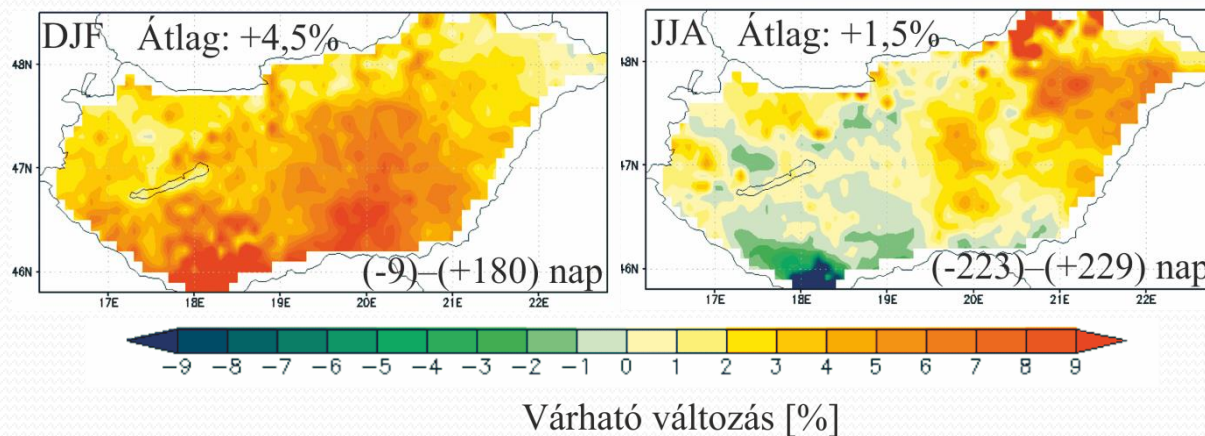 DJF Átlag: +4,5%
48N
47N
46N
(-9)–(+180) nap
17E 18E 19E 20E 21E 22E
JJA Átlag: +1,5%
48N
47N
46N
(-223)–(+229) nap
17E 18E 19E 20E 21E 22E
-9 -8 -7 -6 -5 -4 -3 -2 -1 0 1 2 3 4 5 6 7 8 9
Várható változás [%]